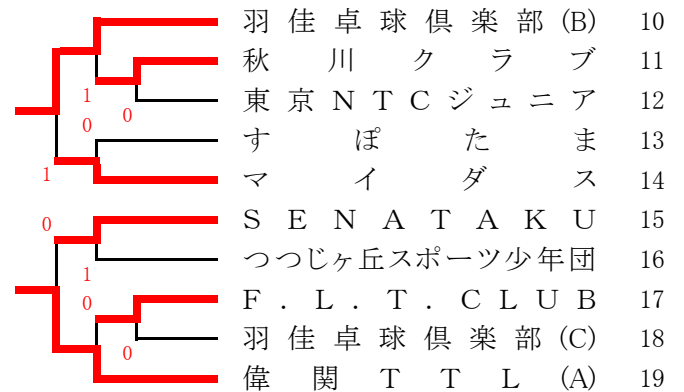 羽佳卓球倶楽部(B) 10
秋川クラブ 11
1
東京NTCジュニア 12
0
0
すぽたま 13
1
マイダス 14
0
SENATAKU 15
つつじヶ丘スポーツ少年団 16
1
0
F.L.T.CLUB 17
羽佳卓球倶楽部(C) 18
0
偉関TTL(A) 19